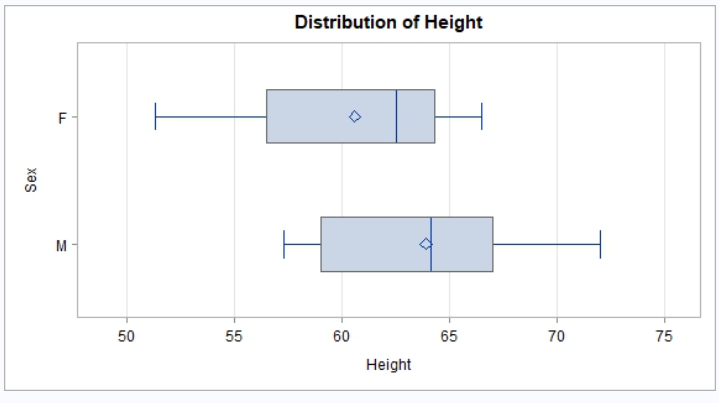 Distribution of Height
F
Sex
M
50 55 60 65 70 75
Height